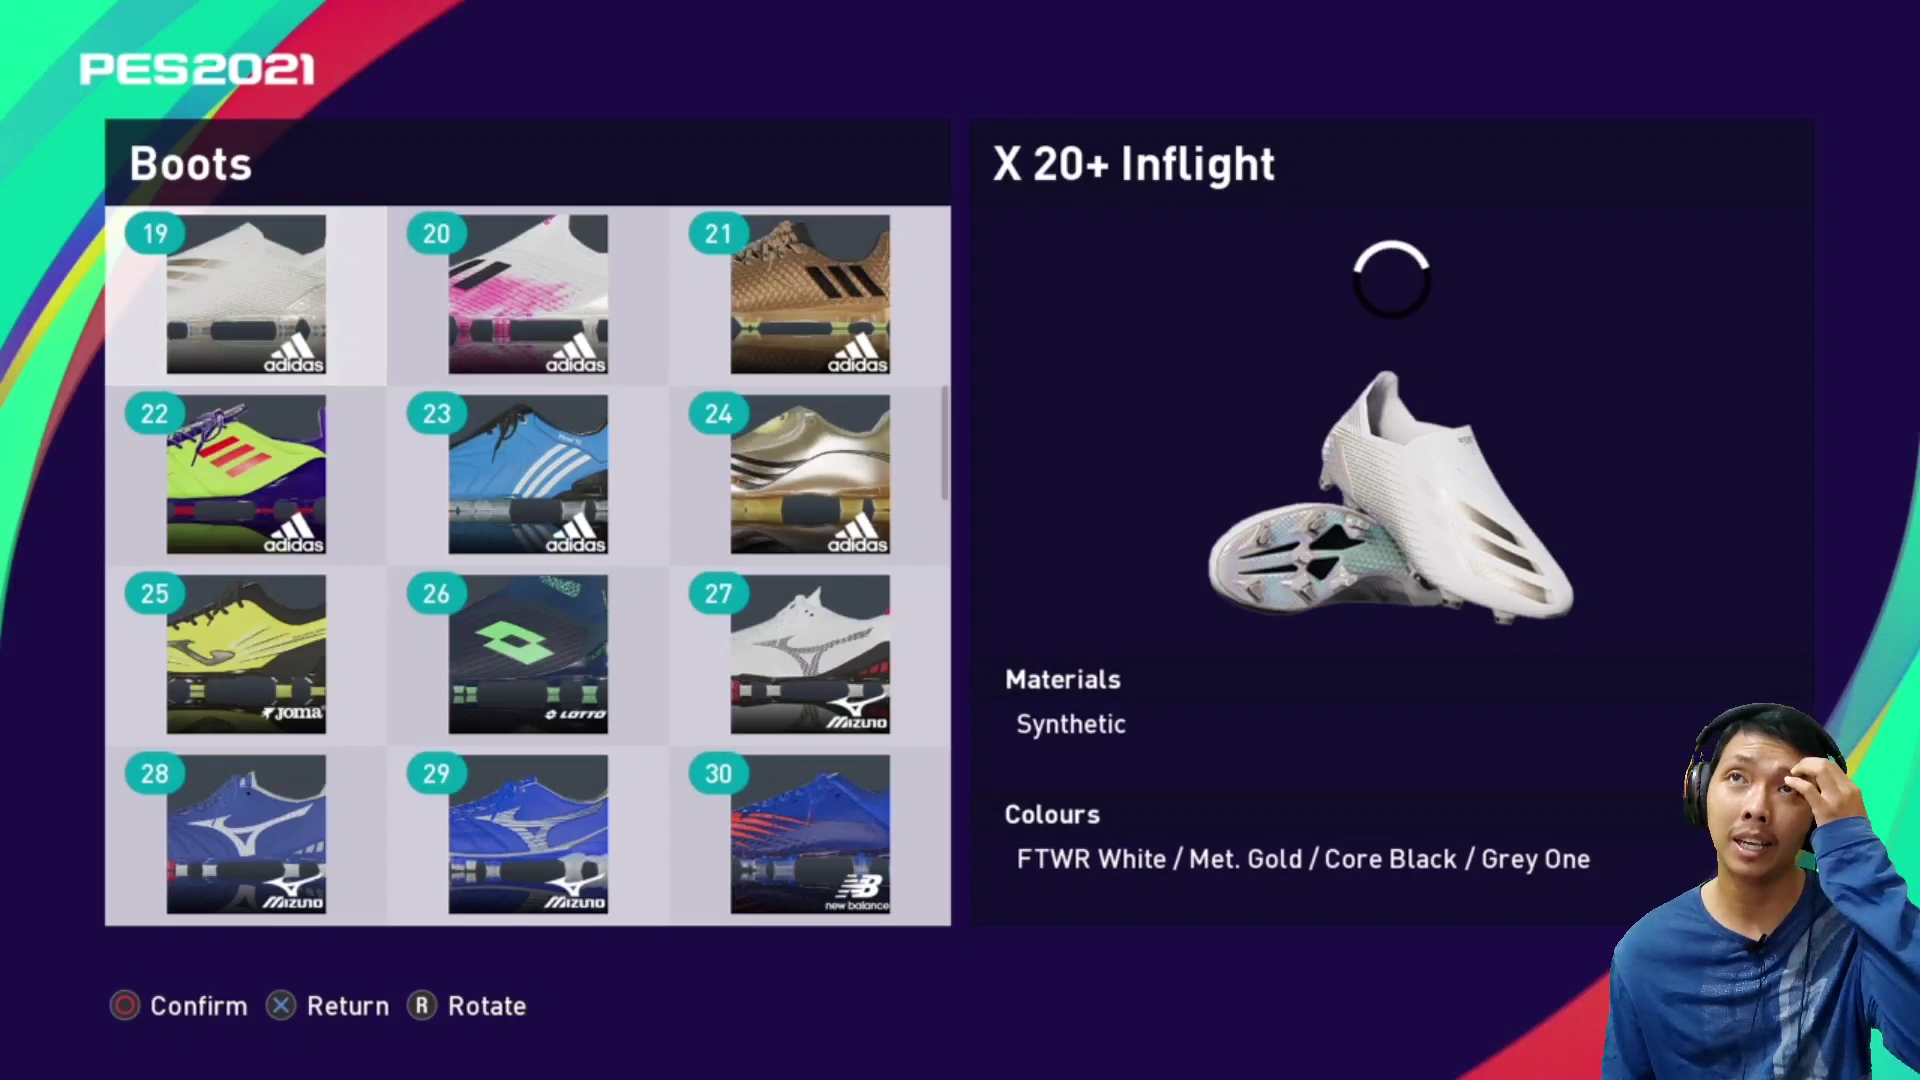 PES2021
Boots
X 20+ Inflight
19
20
21
adidas
adidas
adidas
22
23
24
adidas
adidas
adidas
25
26
27
Joma
LOTTO
MIZUNO
28
29
30
MIZUNO
MIZUNO
new balance
Materials
Synthetic
Colours
FTWR White / Met. Gold / Core Black / Grey One
Confirm
Return
R Rotate